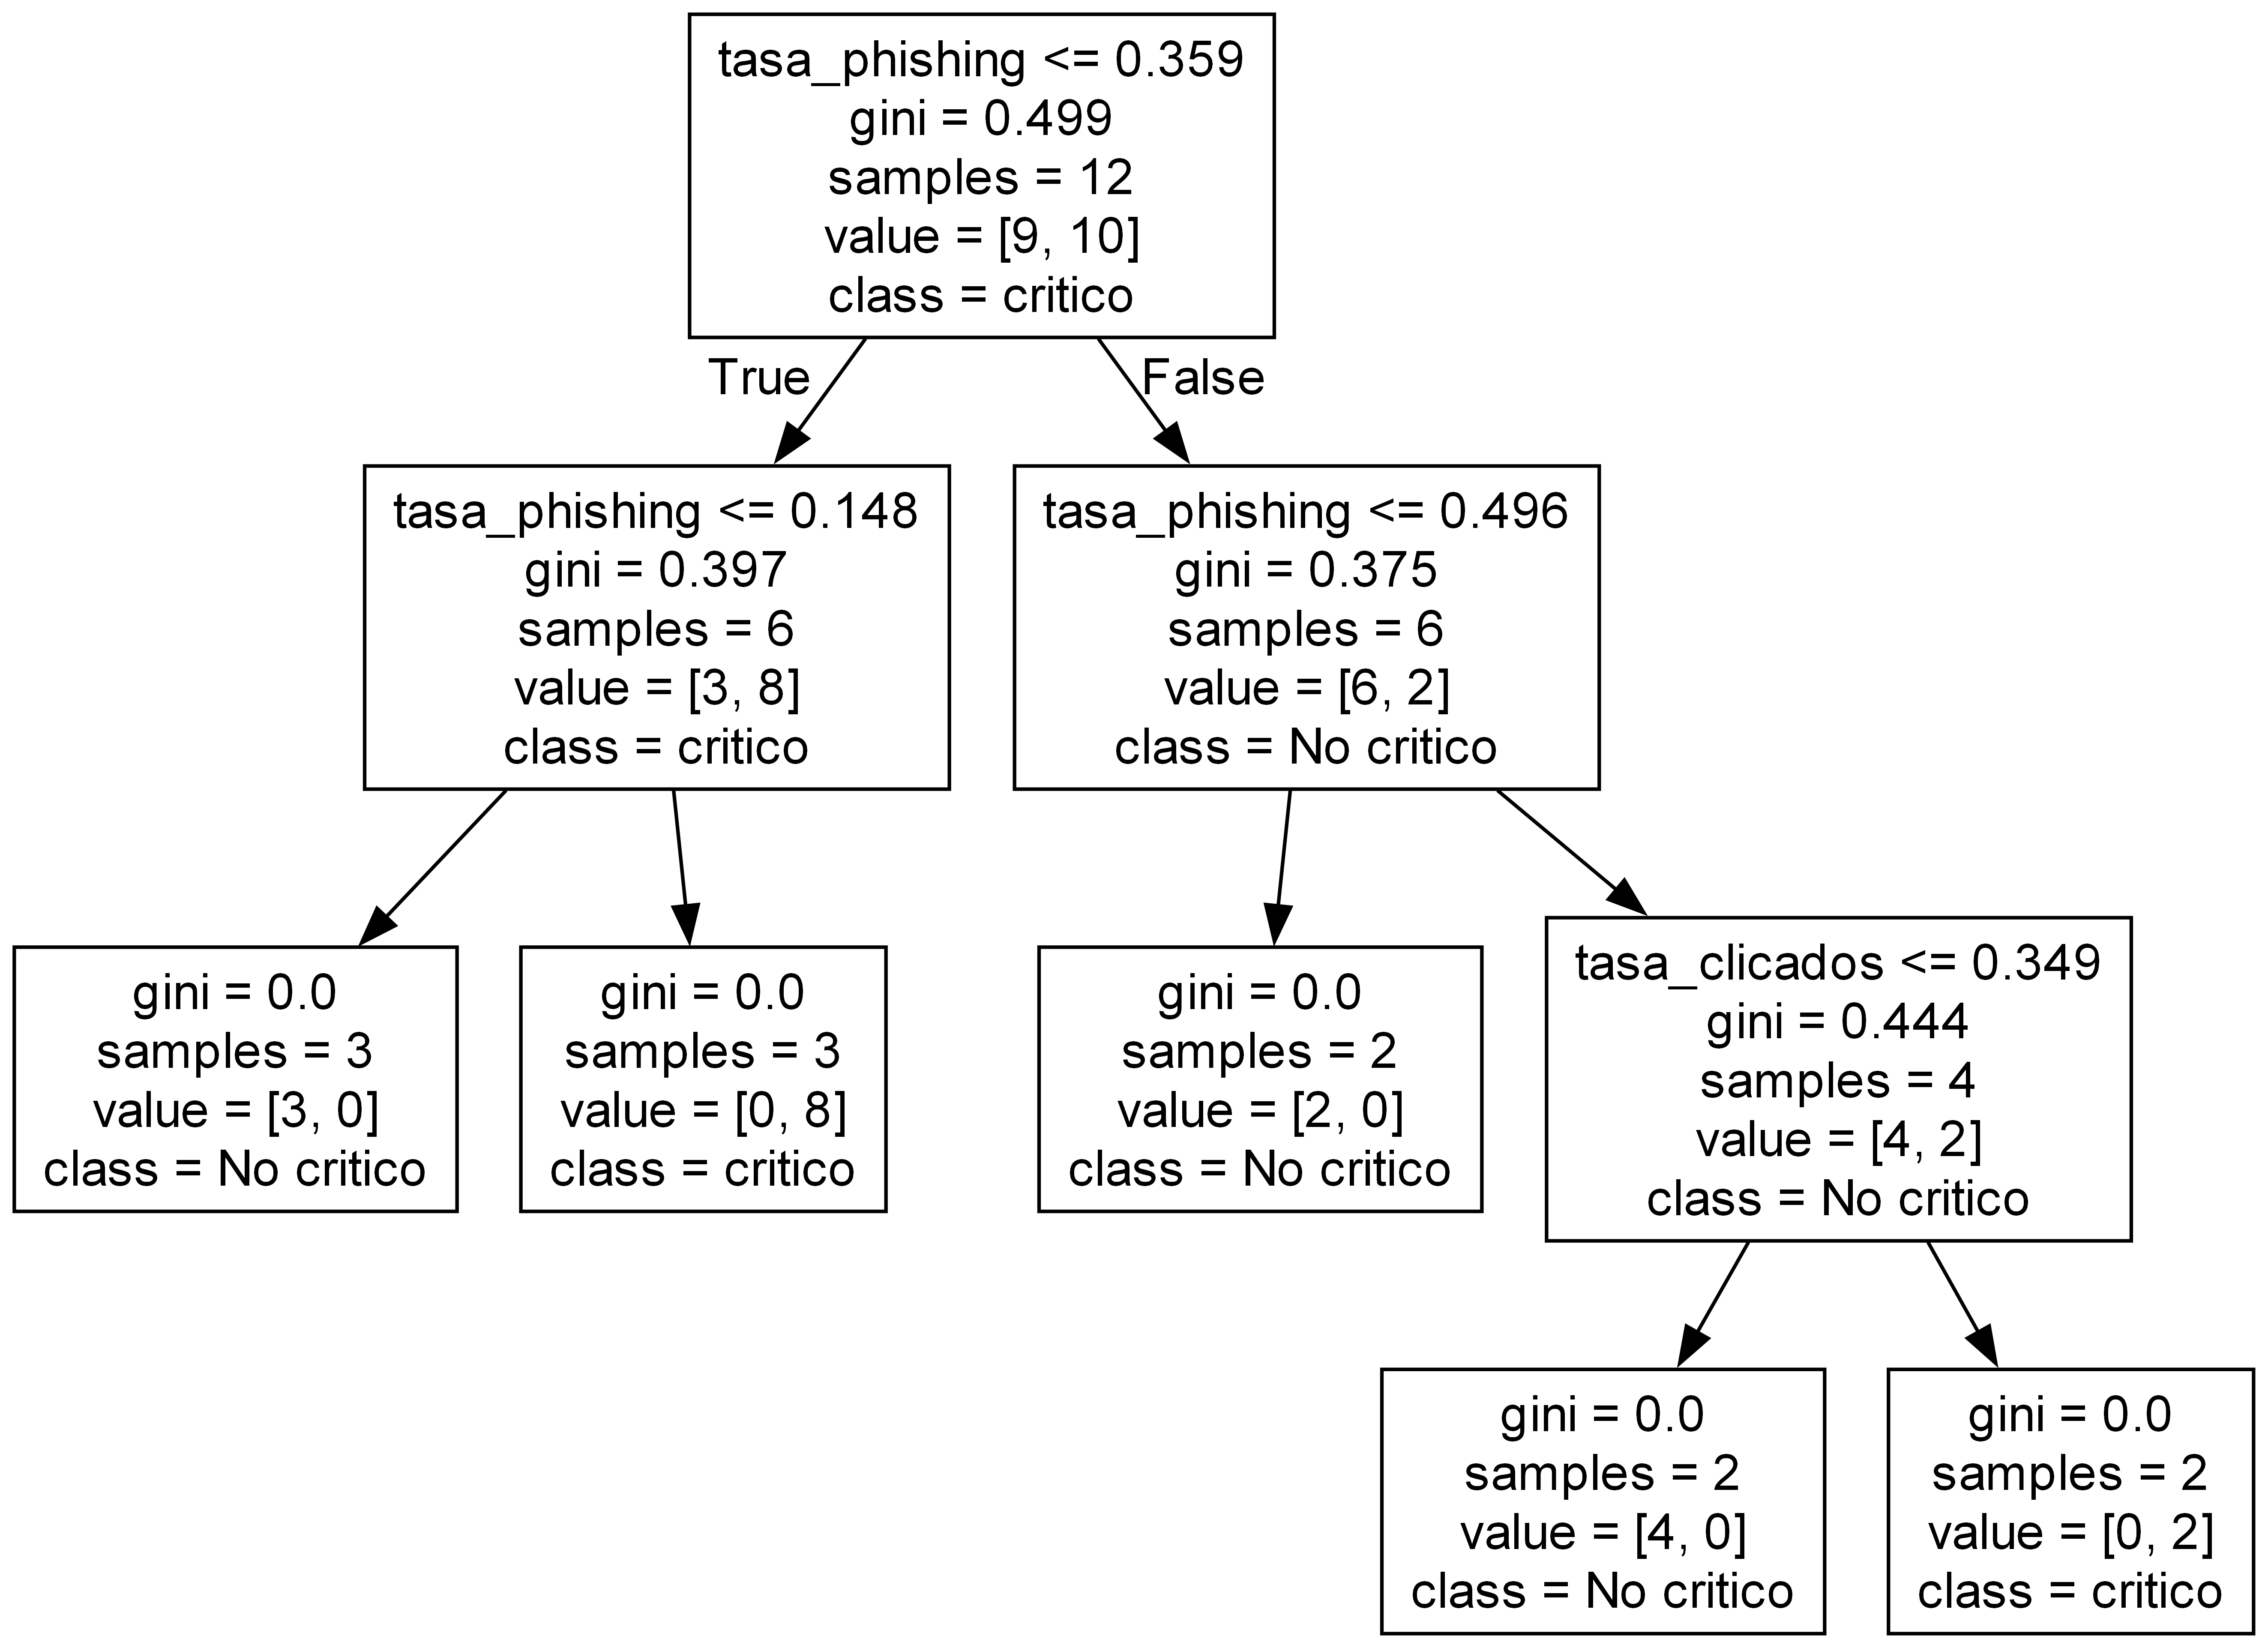 tasa_phishing <= 0.359
gini = 0.499
samples = 12
value = [9, 10]
class = critico
True
False
tasa_phishing <= 0.148
gini = 0.397
samples = 6
value = [3, 8]
class = critico
tasa_phishing <= 0.496
gini = 0.375
samples = 6
value = [6, 2]
class = No critico
gini = 0.0
samples = 3
value = [3, 0]
class = No critico
gini = 0.0
samples = 3
value = [0, 8]
class = critico
gini = 0.0
samples = 2
value = [2, 0]
class = No critico
tasa_clicados <= 0.349
gini = 0.444
samples = 4
value = [4, 2]
class = No critico
gini = 0.0
samples = 2
value = [4, 0]
class = No critico
gini = 0.0
samples = 2
value = [0, 2]
class = critico